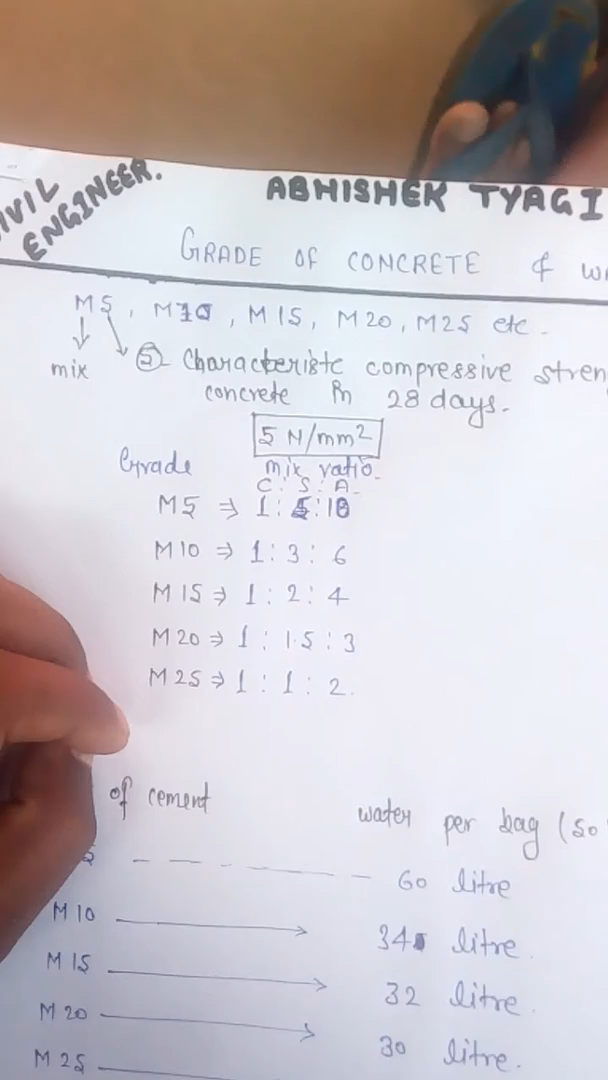 ENGINEER.
ABHISHEK TYAGI
GRADE OF CONCRETE &
M5, M10, M15, M20, M25 etc -
mix
⑤- Characteriste compressive
concrete in 28 days.
5 N/mm²
Grade mix ratio.
C : S : A
M5 ⇒ 1: 5:10
M10 ⇒ 1: 3 : 6
M15 ⇒ 1 : 2 : 4
M20 ⇒ 1 : 1.5 : 3
M25 ⇒ 1 : 1 : 2.
of cement water per bag (50
60 litre
M10 → 34 litre.
M15 → 32 litre.
M20 → 30 litre.
M25